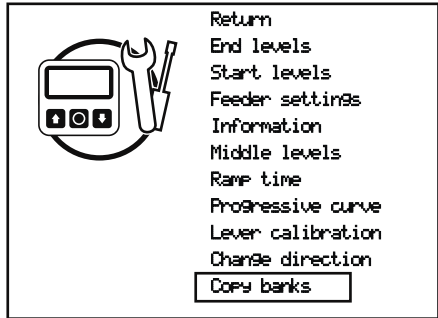 Return
End levels
Start levels
Feeder settings
Information
Middle levels
Ramp time
Progressive curve
Lever calibration
Change direction
Copy banks